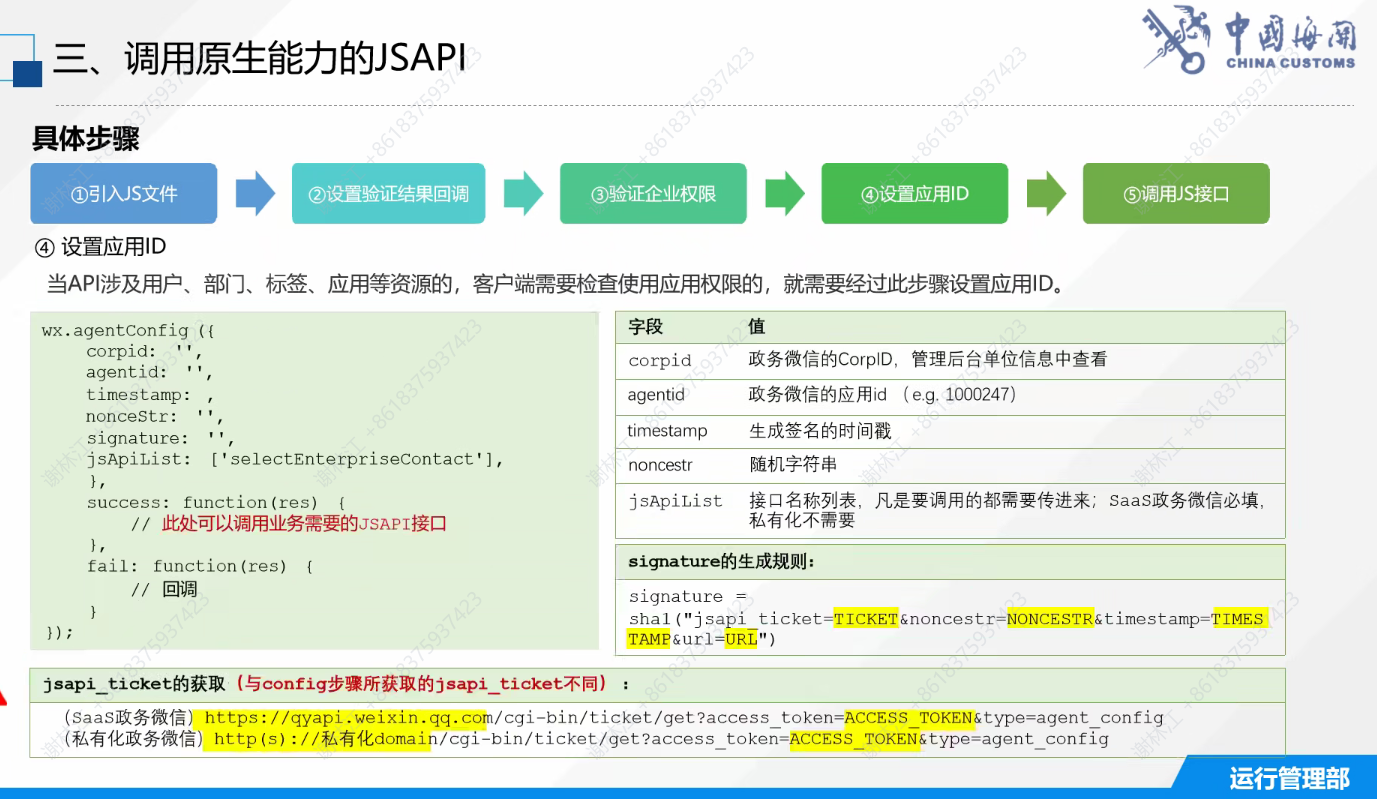 三、调用原生能力的JSAPI
中国海关
CHINA CUSTOMS
具体步骤
①引入JS文件
②设置验证结果回调
③验证企业权限
④设置应用ID
⑤调用JS接口
④ 设置应用ID
当API涉及用户、部门、标签、应用等资源的，客户端需要检查使用应用权限的，就需要经过此步骤设置应用ID。
wx.agentConfig ({
corpid: '',
agentid: '',
timestamp: ,
nonceStr: '',
signature: '',
jsApiList: ['selectEnterpriseContact'],
},
success: function(res) {
// 此处可以调用业务需要的JSAPI接口
},
fail: function(res) {
// 回调
}
});
字段 值
corpid 政务微信的CorpID，管理后台单位信息中查看
agentid 政务微信的应用id （e.g. 1000247）
timestamp 生成签名的时间戳
noncestr 随机字符串
jsApiList 接口名称列表，凡是要调用的都需要传进来；SaaS政务微信必填，
私有化不需要
signature的生成规则:
signature =
sha1("jsapi_ticket=TICKET&noncestr=NONCESTR&timestamp=TIMES
TAMP&url=URL")
jsapi_ticket的获取（与config步骤所获取的jsapi_ticket不同）:
（SaaS政务微信）https://qyapi.weixin.qq.com/cgi-bin/ticket/get?access_token=ACCESS_TOKEN&type=agent_config
（私有化政务微信）http(s)://私有化domain/cgi-bin/ticket/get?access_token=ACCESS_TOKEN&type=agent_config
运行管理部
谢林江 +8618375937423